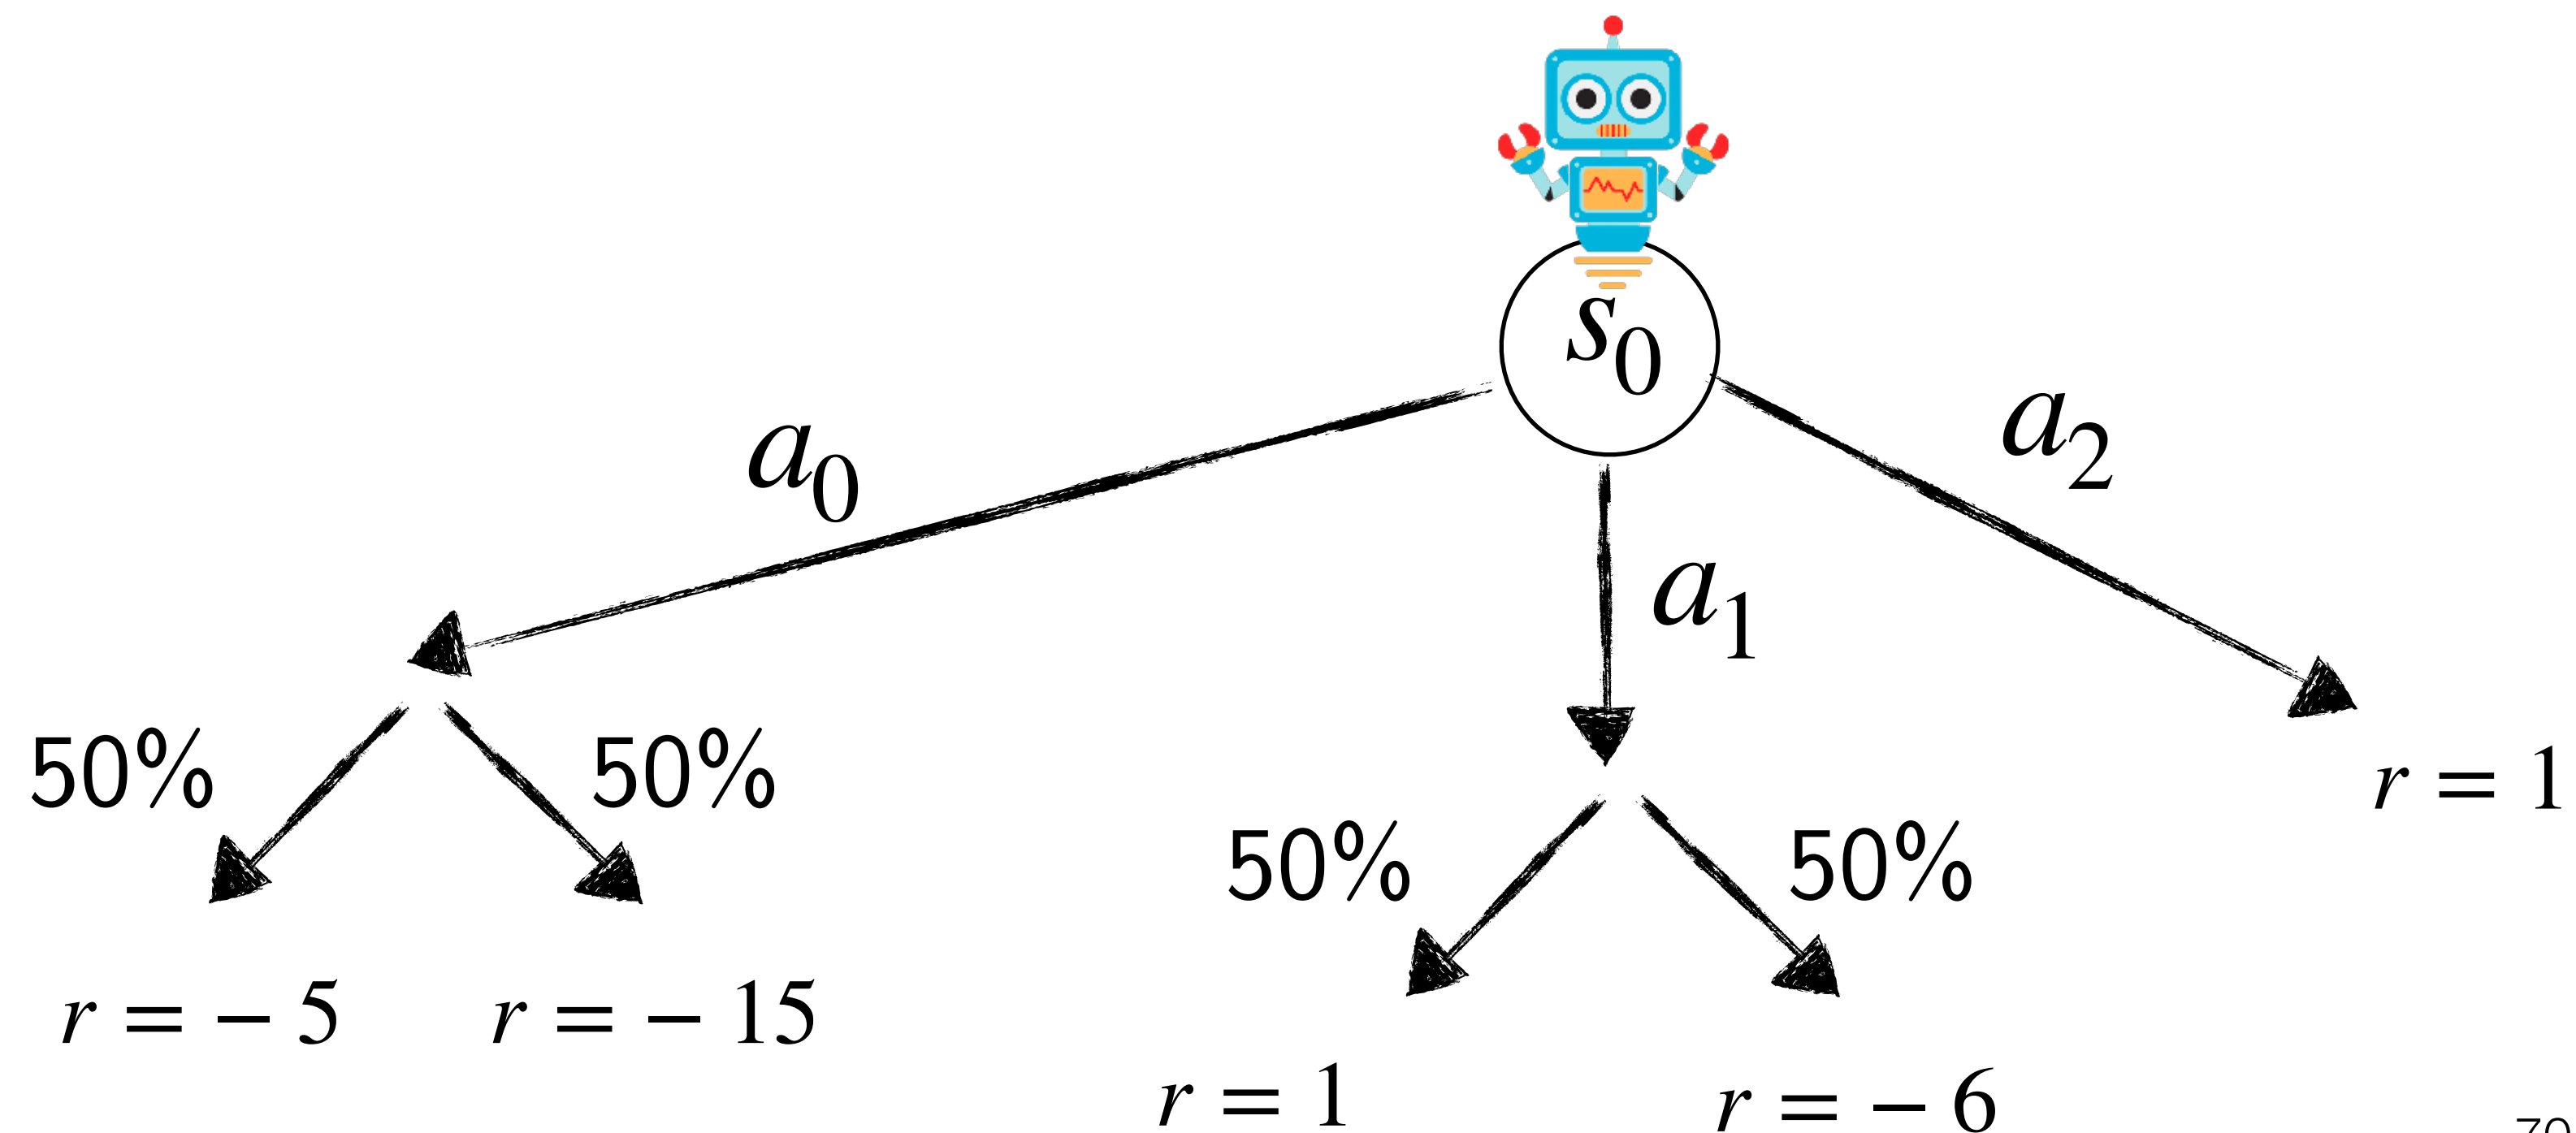 s₀
a₀
a₂
a₁
50%
50%
r = 1
50%
50%
r = − 5
r = − 15
r = 1
r = − 6